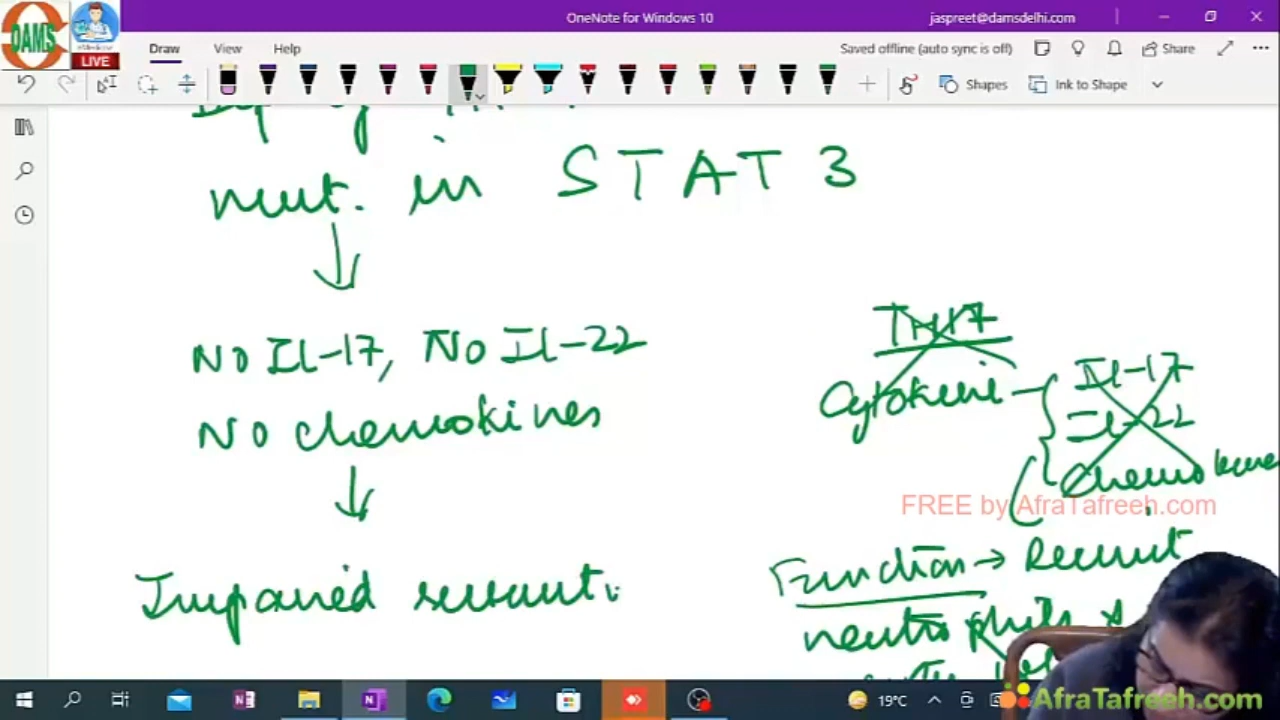 DAMS
LIVE
OneNote for Windows 10
jaspreet@damsdelhi.com
Draw
View
Help
Saved offline (auto sync is off)
Share
Shapes
Ink to Shape
mut. in STAT 3
No Il-17, No Il-22
No chemokines
Impaired
TH17
Cytokine
Il-17
Il-22
Chemokine
FREE by AfraTafreeh.com
Function → Recruit
neutrophils &
19°C
AfraTafreeh.com